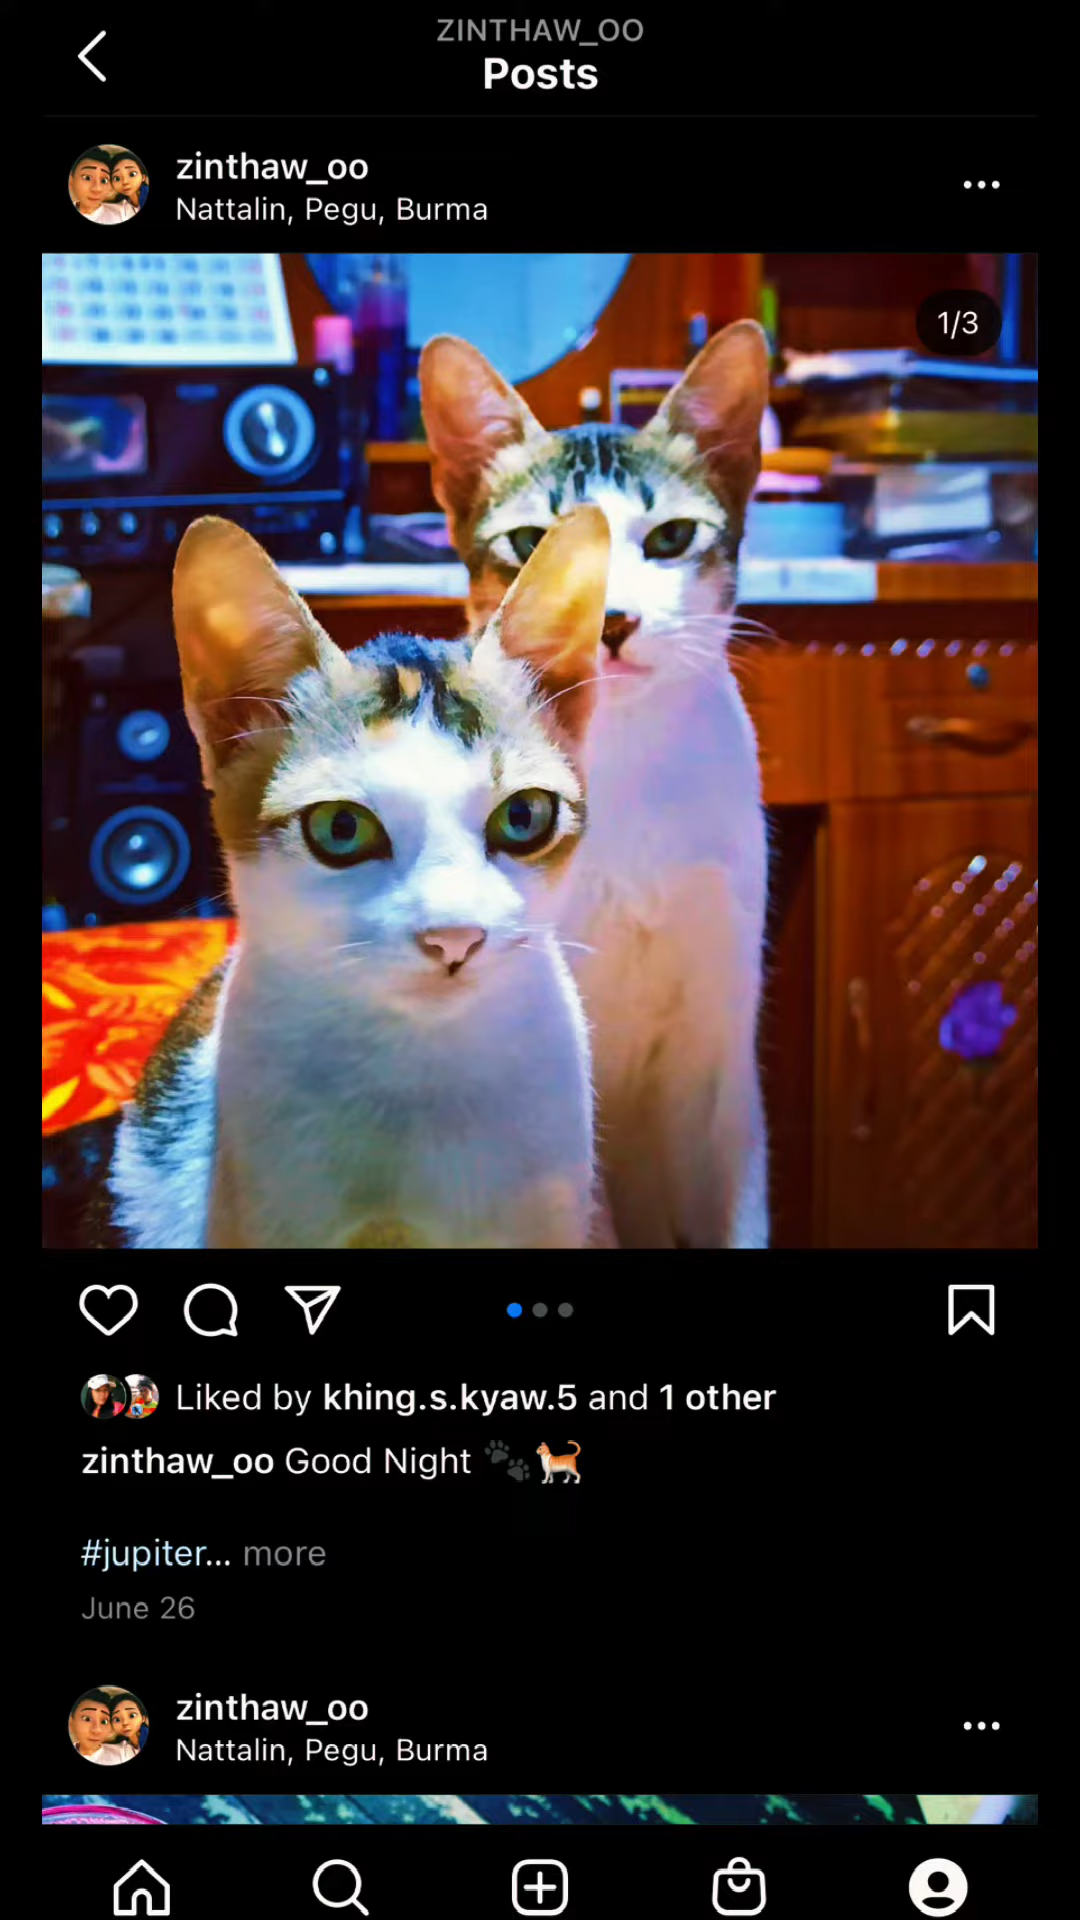 ZINTHAW_OO
Posts
zinthaw_oo
Nattalin, Pegu, Burma
1/3
Liked by khing.s.kyaw.5 and 1 other
zinthaw_oo Good Night 🐾🐈
#jupiter... more
June 26
zinthaw_oo
Nattalin, Pegu, Burma